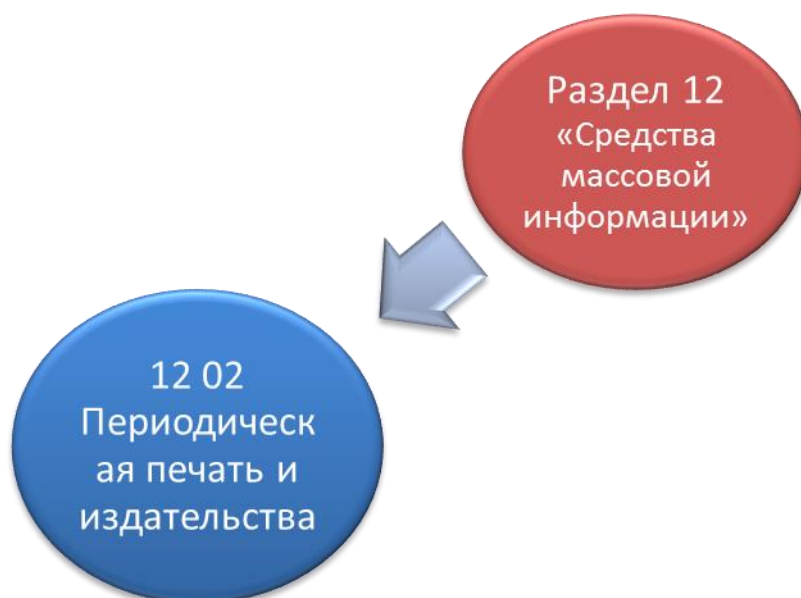 Раздел 12
«Средства
массовой
информации»
12 02
Периодическ
ая печать и
издательства